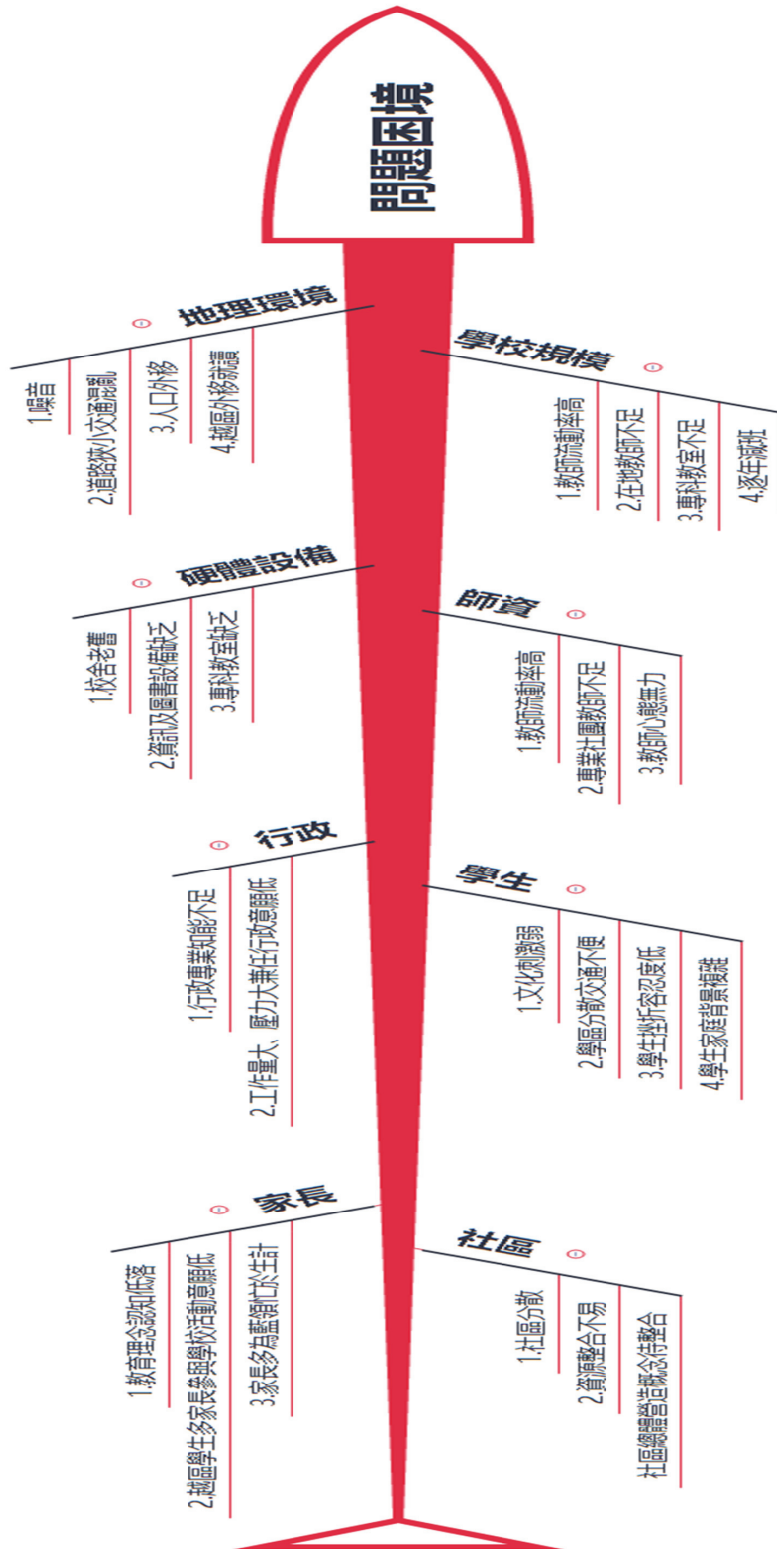 問題困境
地理環境
1.噪音
2.道路狹小交通混亂
3.人口外移
4.越區外移就讀
硬體設備
1.校舍老舊
2.資訊及圖書設備缺乏
3.專科教室缺乏
行政
1.行政專業知能不足
2.工作量大、壓力大兼任行政意願低
家長
1.教育理念認知低落
2.越區學生多家長參與學校活動意願低
3.家長多為藍領忙於生計
學校規模
1.教師流動率高
2.在地教師不足
3.專科教室不足
4.逐年減班
師資
1.教師流動率高
2.專業社團教師不足
3.教師心態無力
學生
1.文化刺激弱
2.學區分散交通不便
3.學生挫折容忍度低
4.學生家庭背景複雜
社區
1.社區分散
2.資源整合不易
社區總體營造概念待整合